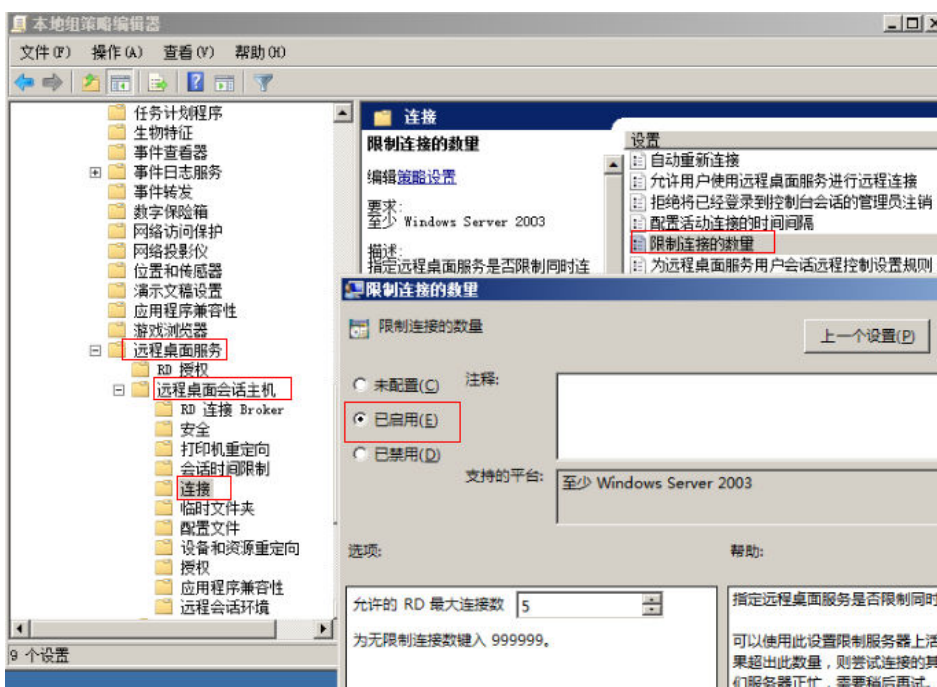 本地组策略编辑器
文件(F) 操作(A) 查看(V) 帮助(H)
任务计划程序
生物特征
事件查看器
事件日志服务
事件转发
数字保险箱
网络访问保护
网络投影仪
位置和传感器
演示文稿设置
应用程序兼容性
游戏浏览器
远程桌面服务
RD 授权
远程桌面会话主机
RD 连接 Broker
安全
打印机重定向
会话时间限制
连接
临时文件夹
配置文件
设备和资源重定向
授权
应用程序兼容性
远程会话环境
9 个设置
连接
限制连接的数量
编辑策略设置
要求:
至少 Windows Server 2003
描述:
指定远程桌面服务是否限制同时连
设置
自动重新连接
允许用户使用远程桌面服务进行远程连接
拒绝将已经登录到控制台会话的管理员注销
配置活动连接的时间间隔
限制连接的数量
为远程桌面服务用户会话远程控制设置规则
限制连接的数量
限制连接的数量
上一个设置(P)
未配置(C)
注释:
已启用(E)
已禁用(D)
支持的平台:
至少 Windows Server 2003
选项:
帮助:
允许的 RD 最大连接数 5
为无限制连接数键入 999999。
指定远程桌面服务是否限制同时
可以使用此设置限制服务器上活
果超出此数量，则尝试连接的其
们服务器正忙，需要稍后再试。